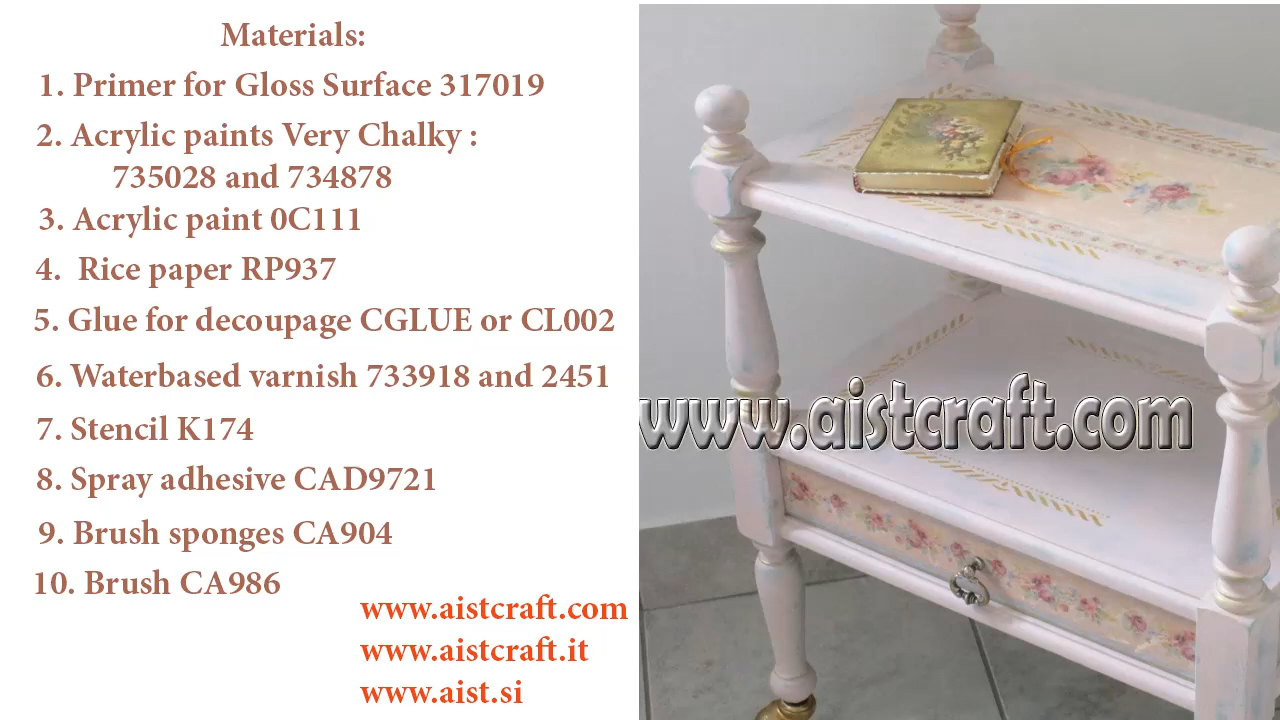 Materials:
1. Primer for Gloss Surface 317019
2. Acrylic paints Very Chalky :
735028 and 734878
3. Acrylic paint 0C111
4. Rice paper RP937
5. Glue for decoupage CGLUE or CL002
6. Waterbased varnish 733918 and 2451
7. Stencil K174
8. Spray adhesive CAD9721
9. Brush sponges CA904
10. Brush CA986
www.aistcraft.com
www.aistcraft.it
www.aist.si
www.aistcraft.com